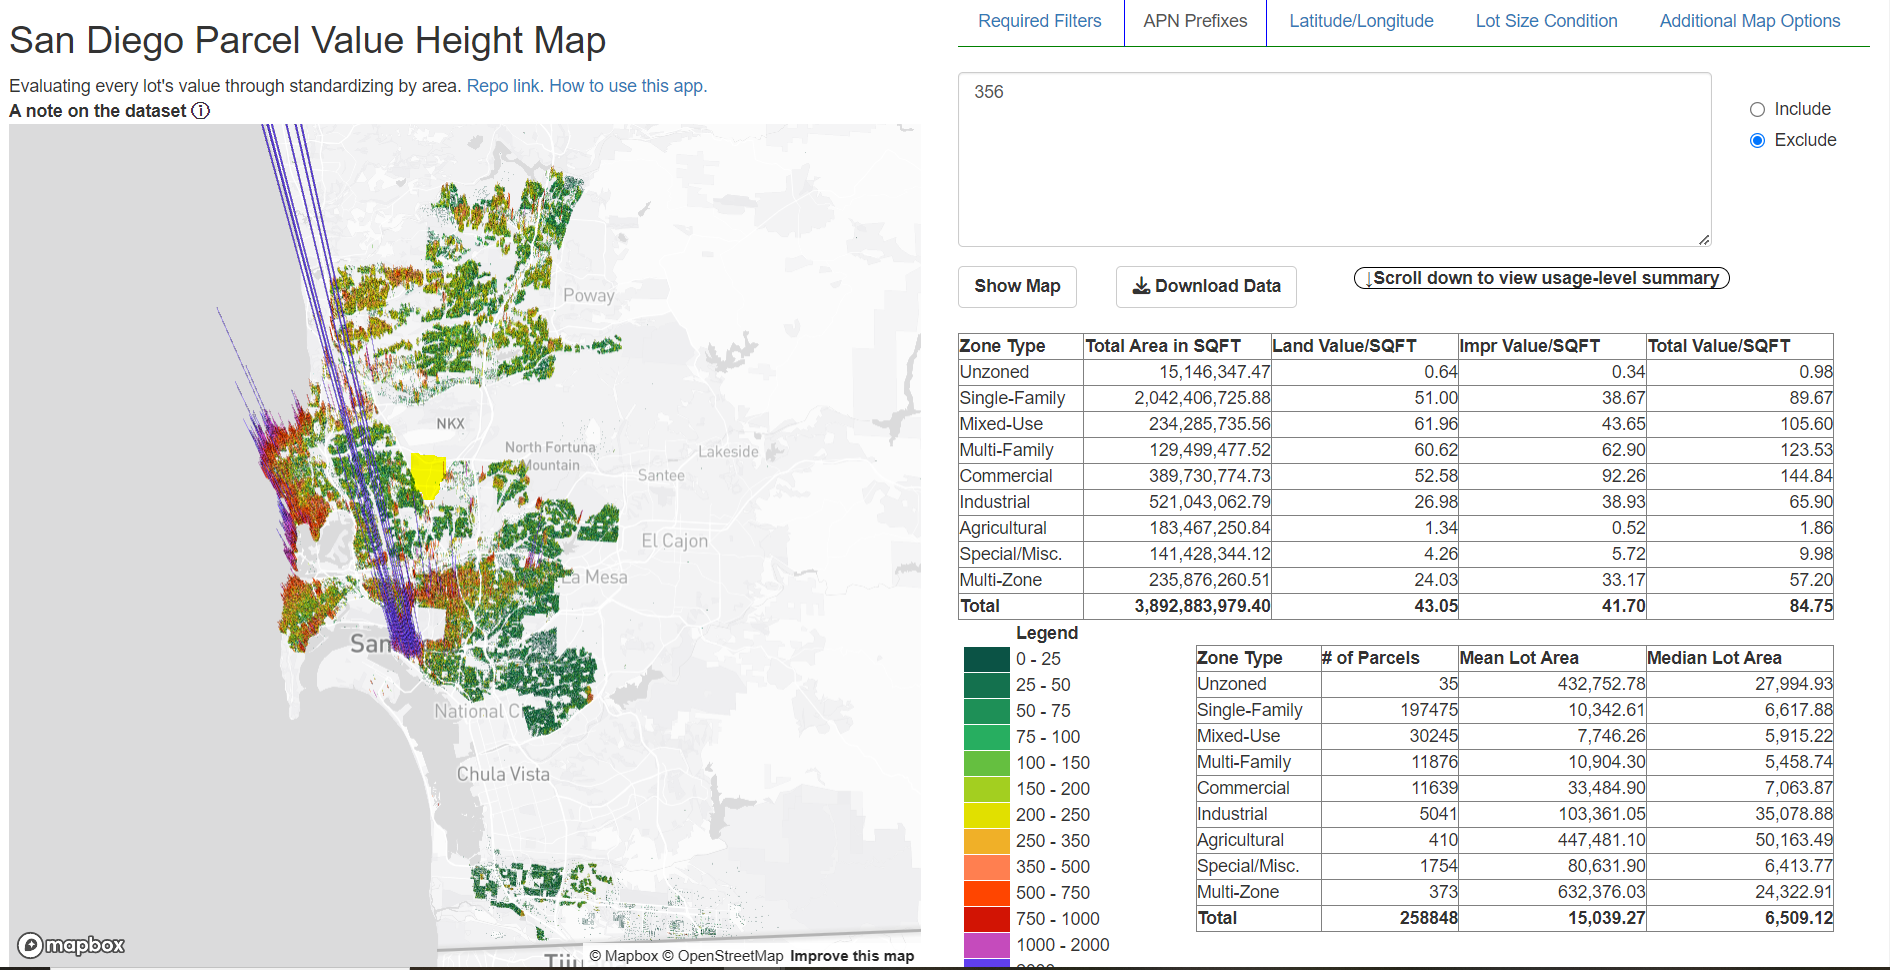 San Diego Parcel Value Height Map
Evaluating every lot's value through standardizing by area. Repo link. How to use this app.
A note on the dataset ⓘ
Poway
NKX
North Fortuna
Mountain
Lakeside
Santee
El Cajon
La Mesa
San
National C
Chula Vista
mapbox
© Mapbox © OpenStreetMap Improve this map
Required Filters APN Prefixes Latitude/Longitude Lot Size Condition Additional Map Options
356
Include
Exclude
Show Map Download Data ↓Scroll down to view usage-level summary
Zone Type Total Area in SQFT Land Value/SQFT Impr Value/SQFT Total Value/SQFT
Unzoned 15,146,347.47 0.64 0.34 0.98
Single-Family 2,042,406,725.88 51.00 38.67 89.67
Mixed-Use 234,285,735.56 61.96 43.65 105.60
Multi-Family 129,499,477.52 60.62 62.90 123.53
Commercial 389,730,774.73 52.58 92.26 144.84
Industrial 521,043,062.79 26.98 38.93 65.90
Agricultural 183,467,250.84 1.34 0.52 1.86
Special/Misc. 141,428,344.12 4.26 5.72 9.98
Multi-Zone 235,876,260.51 24.03 33.17 57.20
Total 3,892,883,979.40 43.05 41.70 84.75
Legend
0 - 25
25 - 50
50 - 75
75 - 100
100 - 150
150 - 200
200 - 250
250 - 350
350 - 500
500 - 750
750 - 1000
1000 - 2000
Zone Type # of Parcels Mean Lot Area Median Lot Area
Unzoned 35 432,752.78 27,994.93
Single-Family 197475 10,342.61 6,617.88
Mixed-Use 30245 7,746.26 5,915.22
Multi-Family 11876 10,904.30 5,458.74
Commercial 11639 33,484.90 7,063.87
Industrial 5041 103,361.05 35,078.88
Agricultural 410 447,481.10 50,163.49
Special/Misc. 1754 80,631.90 6,413.77
Multi-Zone 373 632,376.03 24,322.91
Total 258848 15,039.27 6,509.12